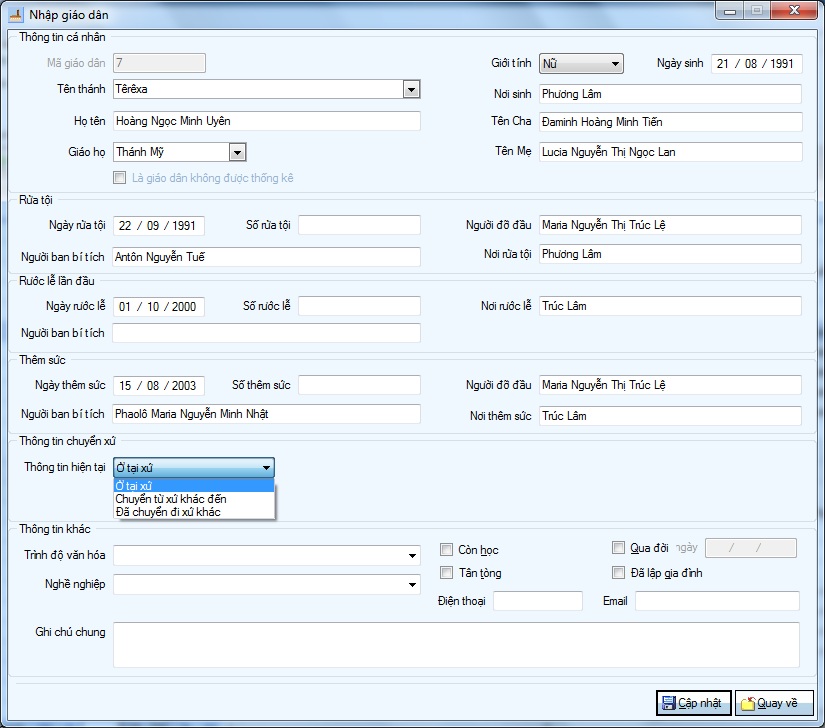 Nhập giáo dân
Thông tin cá nhân
Mã giáo dân 7 Giới tính Nữ Ngày sinh 21 / 08 / 1991
Tên thánh Têrêxa Nơi sinh Phương Lâm
Họ tên Hoàng Ngọc Minh Uyên Tên Cha Đaminh Hoàng Minh Tiến
Giáo họ Thánh Mỹ Tên Mẹ Lucia Nguyễn Thị Ngọc Lan
Là giáo dân không được thống kê
Rửa tội
Ngày rửa tội 22 / 09 / 1991 Số rửa tội Người đỡ đầu Maria Nguyễn Thị Trúc Lệ
Người ban bí tích Antôn Nguyễn Tuế Nơi rửa tội Phương Lâm
Rước lễ lần đầu
Ngày rước lễ 01 / 10 / 2000 Số rước lễ Nơi rước lễ Trúc Lâm
Người ban bí tích
Thêm sức
Ngày thêm sức 15 / 08 / 2003 Số thêm sức Người đỡ đầu Maria Nguyễn Thị Trúc Lệ
Người ban bí tích Phaolô Maria Nguyễn Minh Nhật Nơi thêm sức Trúc Lâm
Thông tin chuyển xứ
Thông tin hiện tại Ở tại xứ
Ở tại xứ
Chuyển từ xứ khác đến
Đã chuyển đi xứ khác
Thông tin khác
Trình độ văn hóa Còn học Qua đời ngày / /
Nghề nghiệp Tân tòng Đã lập gia đình
Điện thoại Email
Ghi chú chung
Cập nhật Quay về